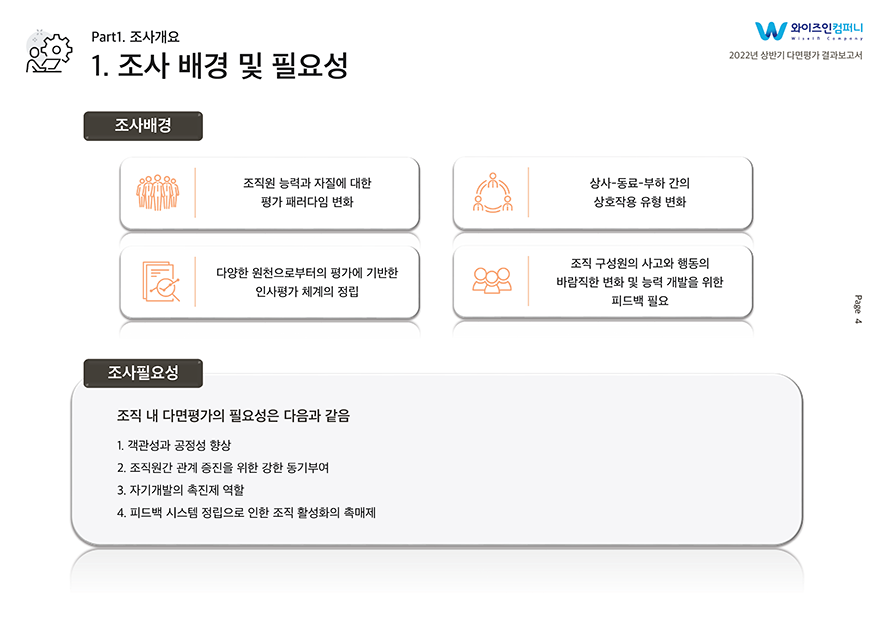 Part1. 조사개요
1. 조사 배경 및 필요성
와이즈인컴퍼니
WiseIn Company
2022년 상반기 다면평가 결과보고서
조사배경
조직원 능력과 자질에 대한
평가 패러다임 변화
상사-동료-부하 간의
상호작용 유형 변화
다양한 원천으로부터의 평가에 기반한
인사평가 체계의 정립
조직 구성원의 사고와 행동의
바람직한 변화 및 능력 개발을 위한
피드백 필요
Page 4
조사필요성
조직 내 다면평가의 필요성은 다음과 같음
1. 객관성과 공정성 향상
2. 조직원간 관계 증진을 위한 강한 동기부여
3. 자기개발의 촉진제 역할
4. 피드백 시스템 정립으로 인한 조직 활성화의 촉매제